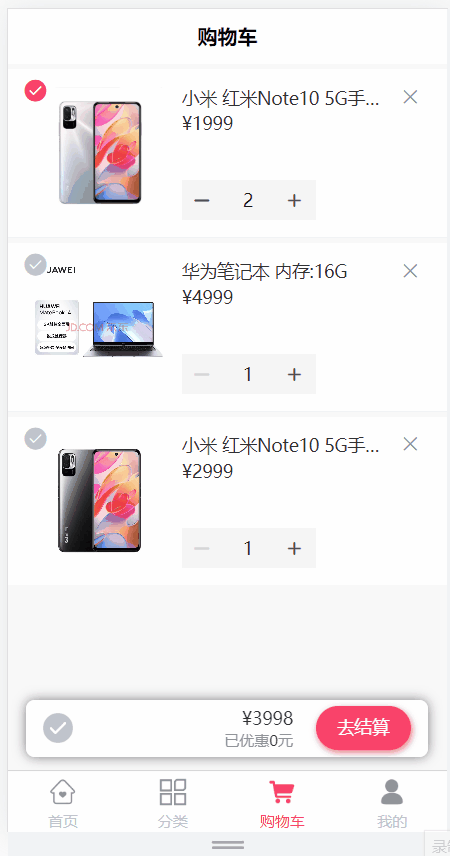 购物车
小米 红米Note10 5G手...
¥1999
2
华为笔记本 内存:16G
¥4999
1
小米 红米Note10 5G手...
¥2999
1
¥3998
去结算
已优惠0元
首页
分类
购物车
我的